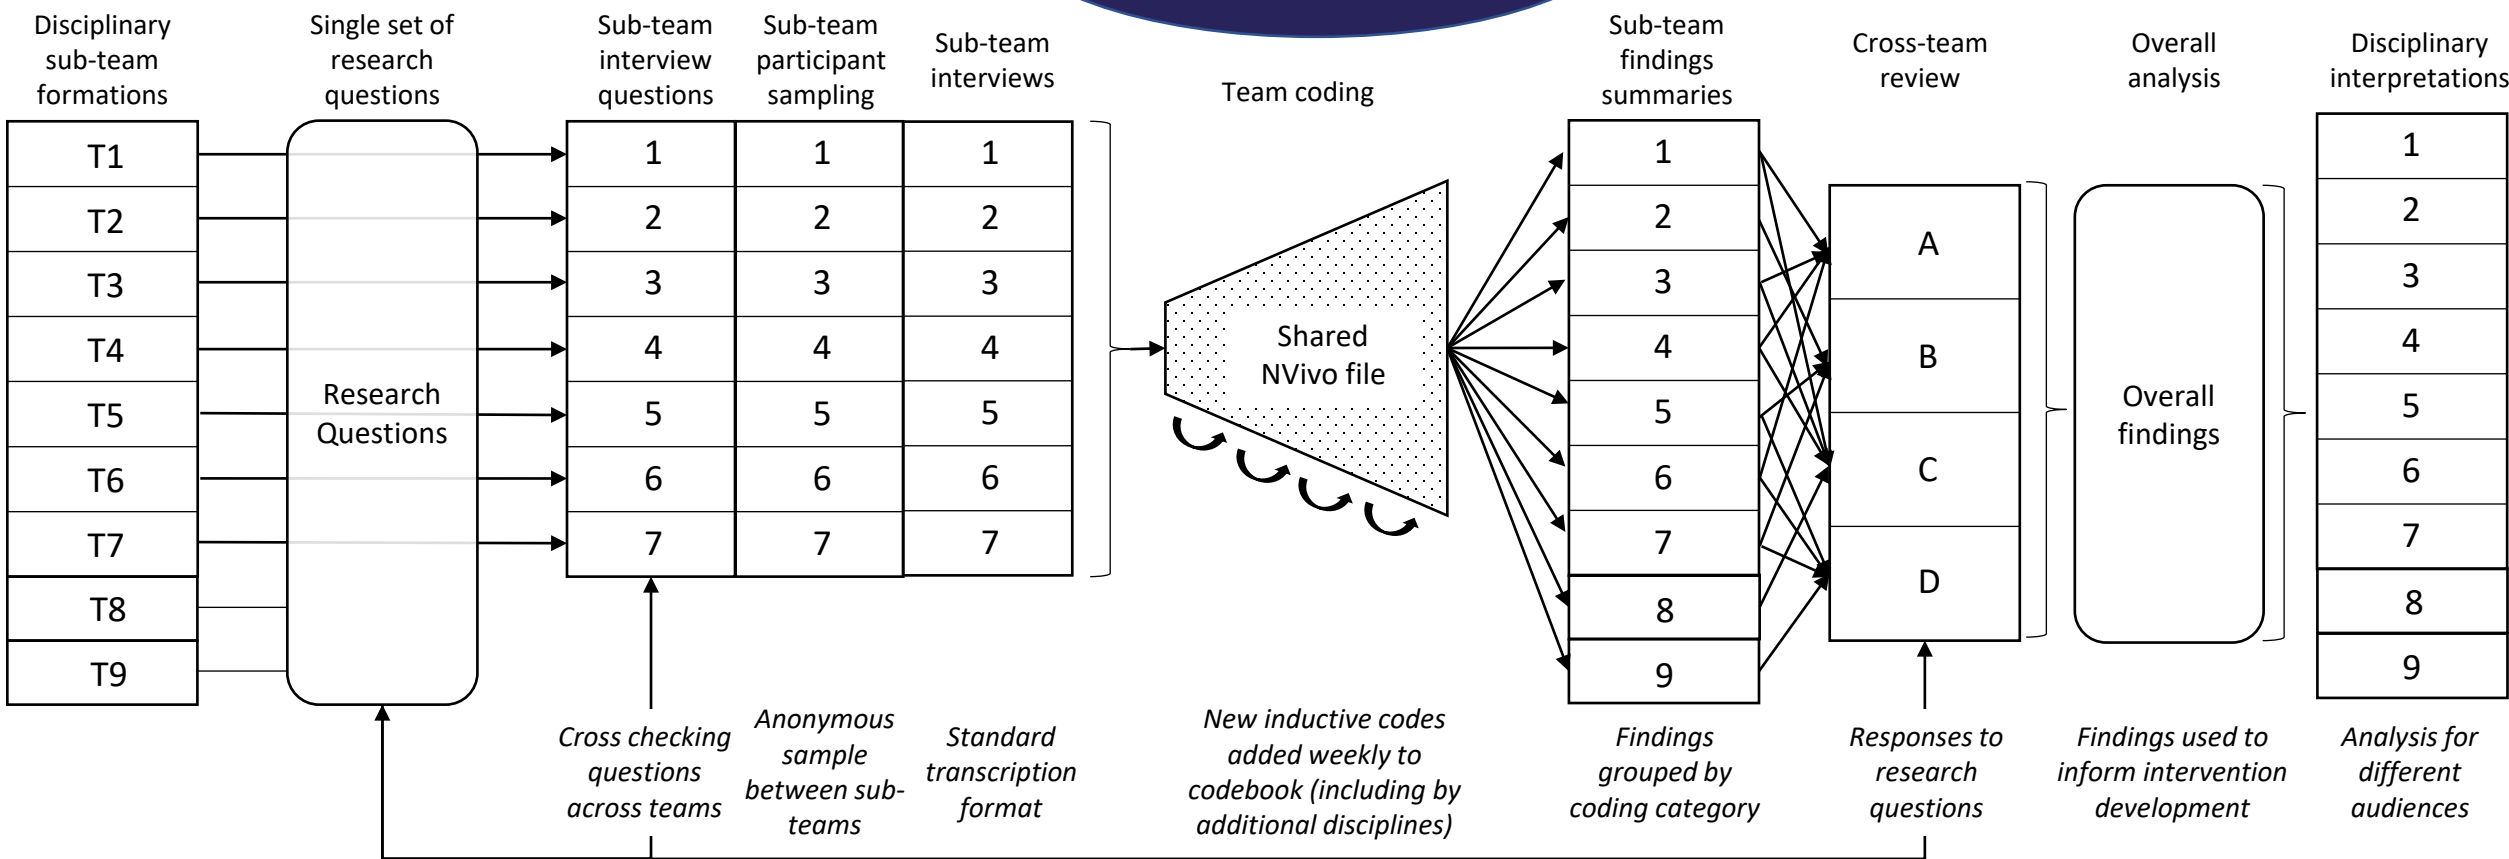 Disciplinary
sub-team
formations
Single set of
research
questions
Sub-team
interview
questions
Sub-team
participant
sampling
Sub-team
interviews
Team coding
Sub-team
findings
summaries
Cross-team
review
Overall
analysis
Disciplinary
interpretations
T1
T2
T3
T4
T5
T6
T7
T8
T9
Research
Questions
1
2
3
4
5
6
7
1
2
3
4
5
6
7
1
2
3
4
5
6
7
Shared
NVivo file
1
2
3
4
5
6
7
8
9
A
B
C
D
Overall
findings
1
2
3
4
5
6
7
8
9
Cross checking
questions
across teams
Anonymous
sample
between sub-
teams
Standard
transcription
format
New inductive codes
added weekly to
codebook (including by
additional disciplines)
Findings
grouped by
coding category
Responses to
research
questions
Findings used to
inform intervention
development
Analysis for
different
audiences